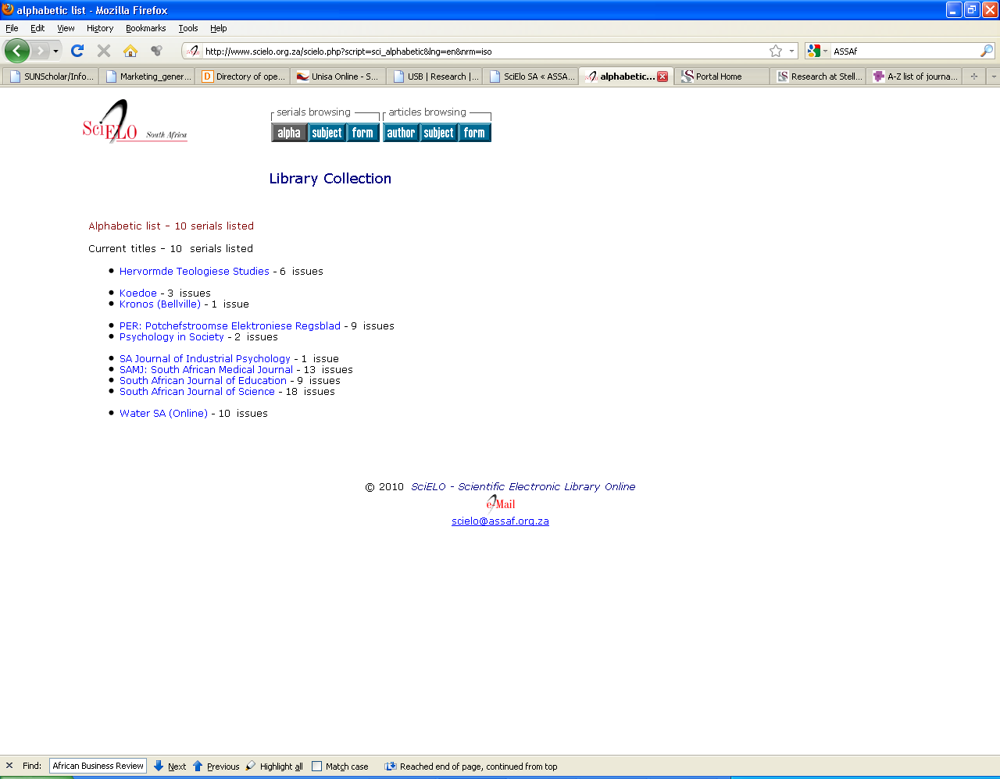 alphabetic list - Mozilla Firefox
File Edit View History Bookmarks Tools Help
http://www.scielo.org.za/scielo.php?script=sci_alphabetic&lng=en&nrm=iso
ASSAf
SUNScholar/Info...
Marketing_gener...
Directory of ope...
Unisa Online - S...
USB | Research |...
SciElo SA « ASSA...
alphabetic...
Portal Home
Research at Stell...
A-Z list of journa...
SciELO South Africa
serials browsing articles browsing
alpha subject form author subject form
Library Collection
Alphabetic list - 10 serials listed
Current titles - 10 serials listed
Hervormde Teologiese Studies - 6 issues
Koedoe - 3 issues
Kronos (Bellville) - 1 issue
PER: Potchefstroomse Elektroniese Regsblad - 9 issues
Psychology in Society - 2 issues
SA Journal of Industrial Psychology - 1 issue
SAMJ: South African Medical Journal - 13 issues
South African Journal of Education - 9 issues
South African Journal of Science - 18 issues
Water SA (Online) - 10 issues
© 2010 SciELO - Scientific Electronic Library Online
e-Mail
scielo@assaf.org.za
Find: African Business Review Next Previous Highlight all Match case Reached end of page, continued from top